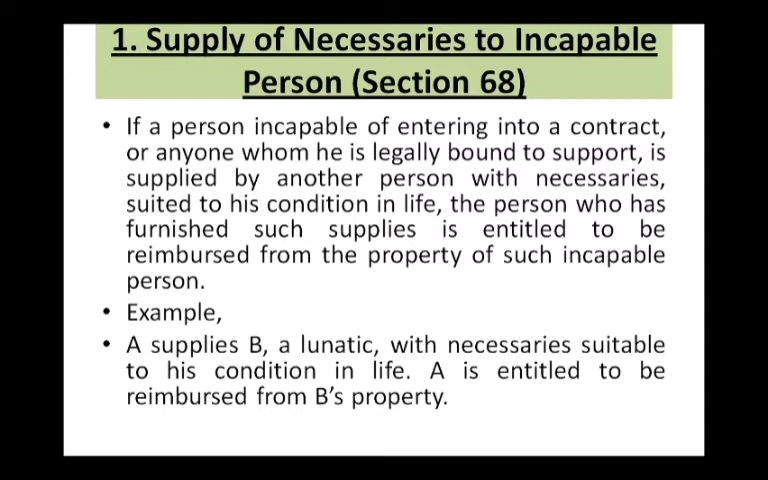 1. Supply of Necessaries to Incapable
Person (Section 68)
• If a person incapable of entering into a contract,
or anyone whom he is legally bound to support, is
supplied by another person with necessaries,
suited to his condition in life, the person who has
furnished such supplies is entitled to be
reimbursed from the property of such incapable
person.
• Example,
• A supplies B, a lunatic, with necessaries suitable
to his condition in life. A is entitled to be
reimbursed from B's property.